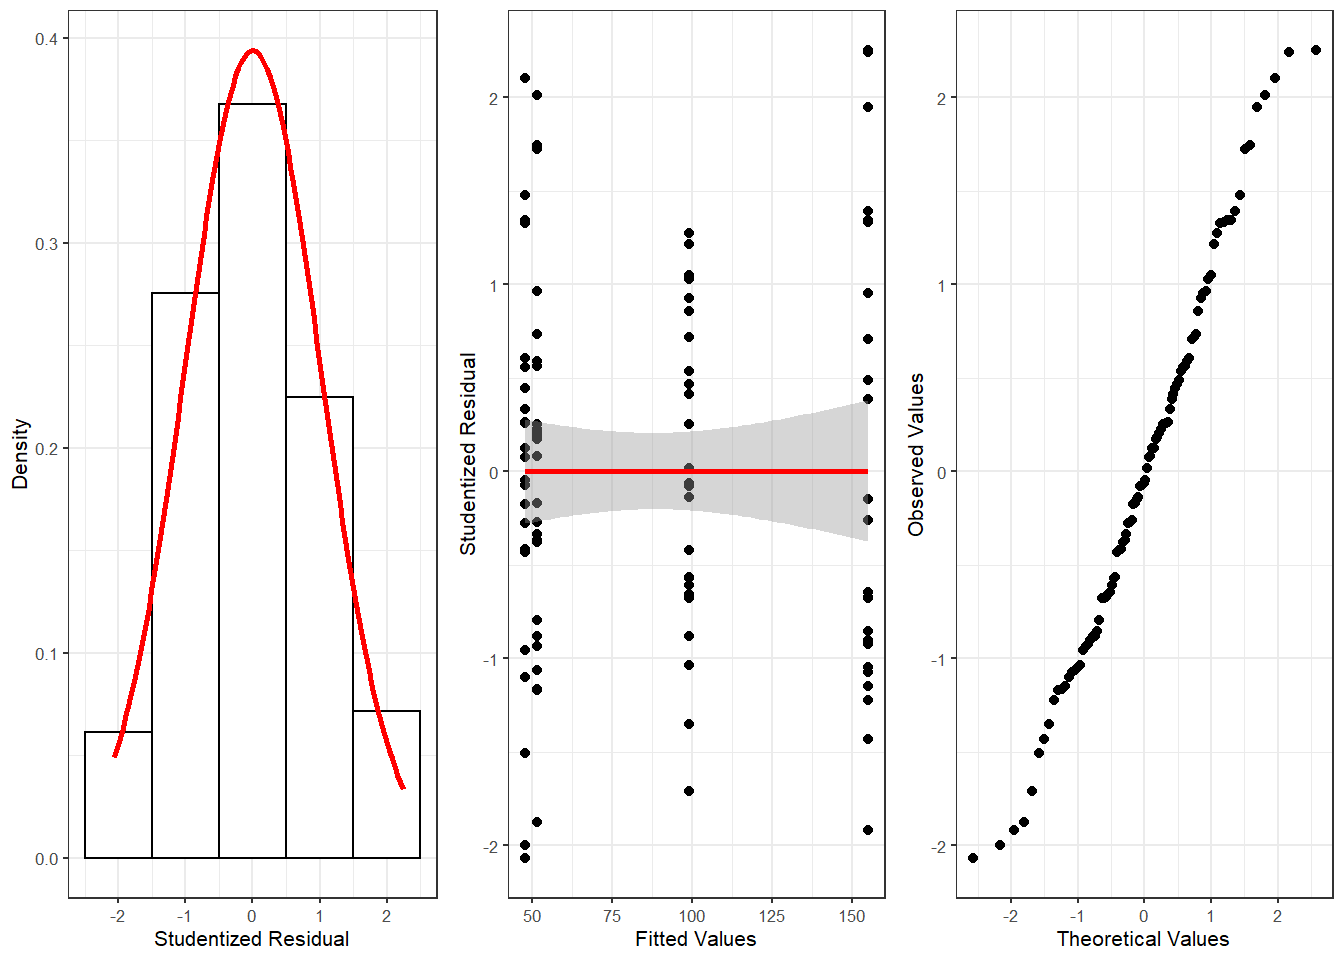 Density
0.4
0.3
0.2
0.1
0.0
-2 -1 0 1 2
Studentized Residual
Studentized Residual
2
1
0
-1
-2
50 75 100 125 150
Fitted Values
Observed Values
2
1
0
-1
-2
-2 -1 0 1 2
Theoretical Values